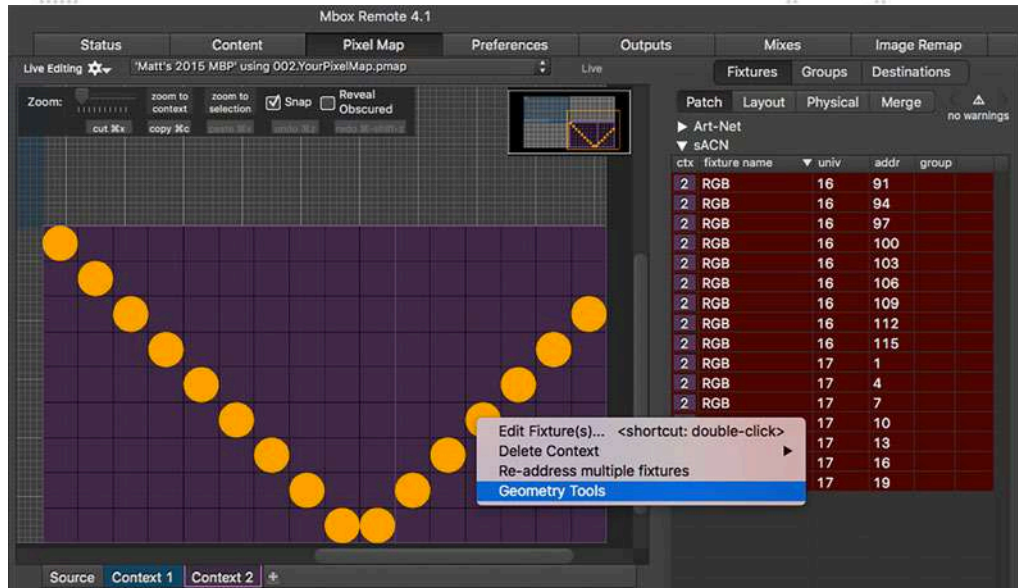 Mbox Remote 4.1
Status Content Pixel Map Preferences Outputs Mixes Image Remap
Live Editing 'Matt's 2015 MBP' using 002.YourPixelMap.pmap Live
Fixtures Groups Destinations
Zoom: zoom to context zoom to selection Snap Reveal Obscured
cut ⌘x copy ⌘c paste ⌘v undo ⌘z redo ⌘-shift-z
Patch Layout Physical Merge no warnings
Art-Net
sACN
ctx fixture name univ addr group
2 RGB 16 91
2 RGB 16 94
2 RGB 16 97
2 RGB 16 100
2 RGB 16 103
2 RGB 16 106
2 RGB 16 109
2 RGB 16 112
2 RGB 16 115
2 RGB 17 1
2 RGB 17 4
2 RGB 17 7
17 10
17 13
17 16
17 19
Edit Fixture(s)... <shortcut: double-click>
Delete Context
Re-address multiple fixtures
Geometry Tools
Source Context 1 Context 2 +